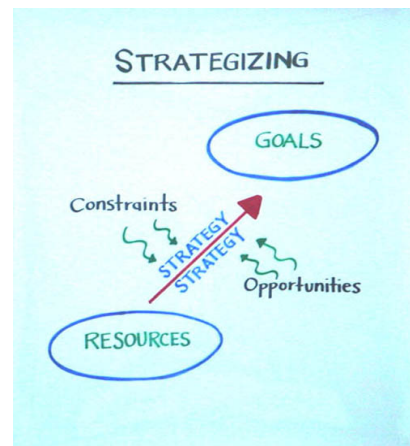 STRATEGIZING
GOALS
Constraints
STRATEGY
STRATEGY
Opportunities
RESOURCES